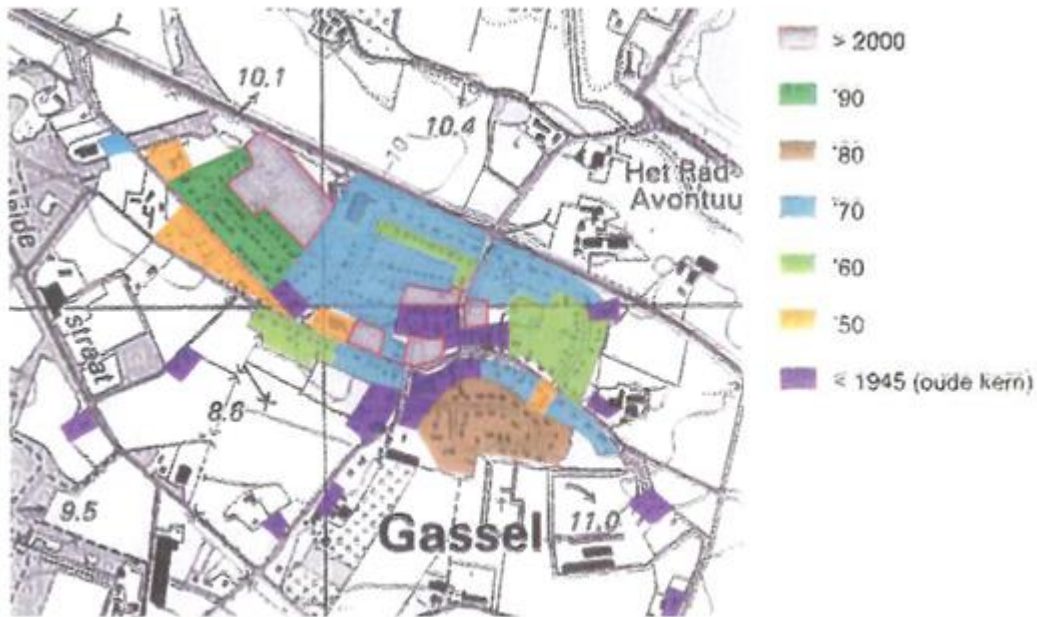 10.1
10.4
Het Rad
Avontuu
straat
8.6
9.5
Gassel
11.0
> 2000
'90
'80
'70
'60
'50
< 1945 (oude kern)